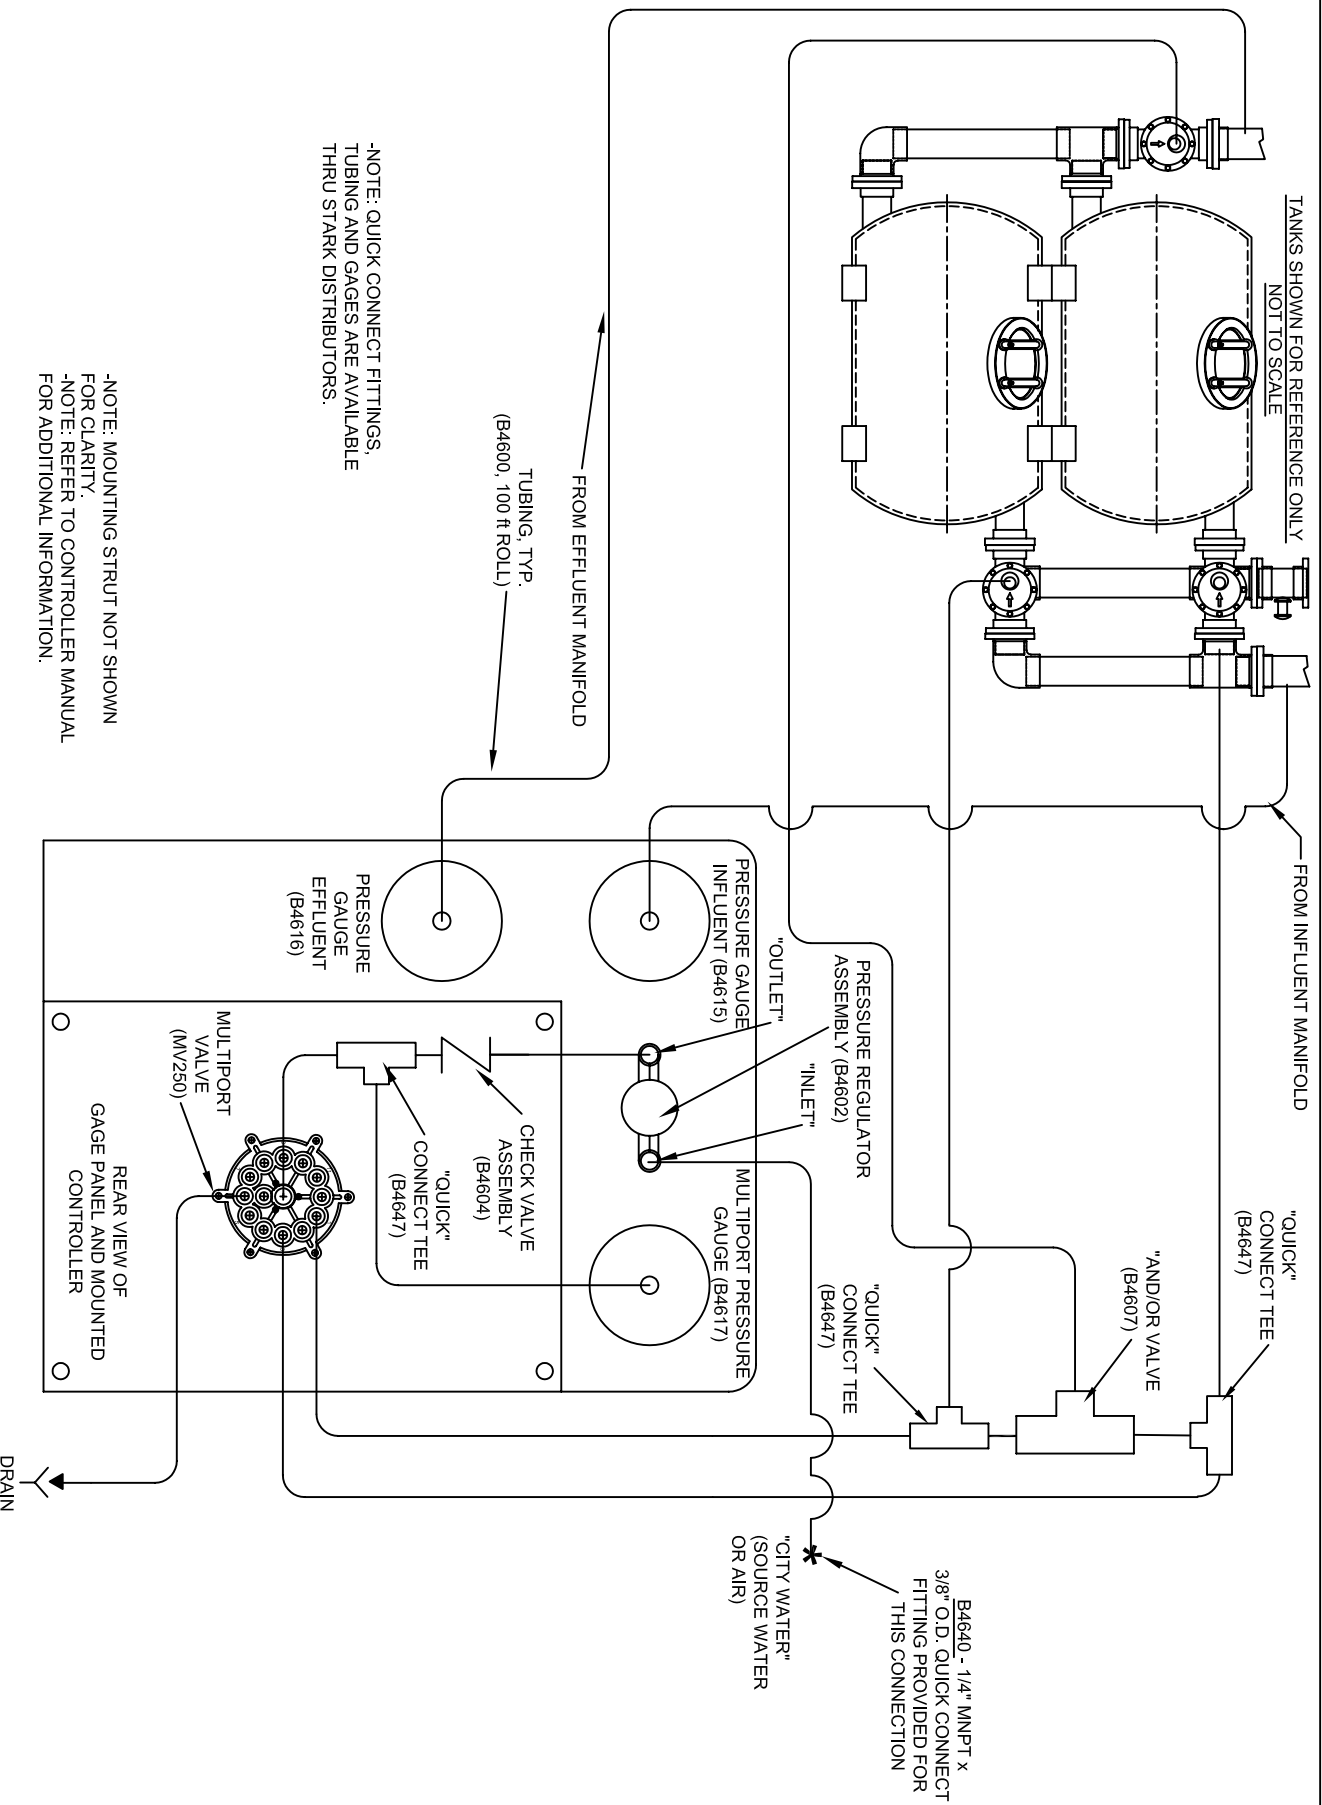 TANKS SHOWN FOR REFERENCE ONLY
NOT TO SCALE
FROM INFLUENT MANIFOLD
"QUICK"
CONNECT TEE
(B4647)
"AND/OR VALVE
(B4607)
B4640 - 1/4" MNPT x
3/8" O.D. QUICK CONNECT
FITTING PROVIDED FOR
THIS CONNECTION
"QUICK"
CONNECT TEE
(B4647)
PRESSURE REGULATOR
ASSEMBLY (B4602)
"INLET"
"OUTLET"
"CITY WATER"
(SOURCE WATER
OR AIR)
PRESSURE GAUGE
INFLUENT (B4615)
MULTIPORT PRESSURE
GAUGE (B4617)
FROM EFFLUENT MANIFOLD
TUBING, TYP.
(B4600, 100 ft ROLL)
CHECK VALVE
ASSEMBLY
(B4604)
"QUICK"
CONNECT TEE
(B4647)
-NOTE: QUICK CONNECT FITTINGS,
TUBING AND GAGES ARE AVAILABLE
THRU STARK DISTRIBUTORS.
PRESSURE
GAUGE
EFFLUENT
(B4616)
MULTIPORT
VALVE
(MV250)
REAR VIEW OF
GAGE PANEL AND MOUNTED
CONTROLLER
-NOTE: MOUNTING STRUT NOT SHOWN
FOR CLARITY.
-NOTE: REFER TO CONTROLLER MANUAL
FOR ADDITIONAL INFORMATION.
DRAIN